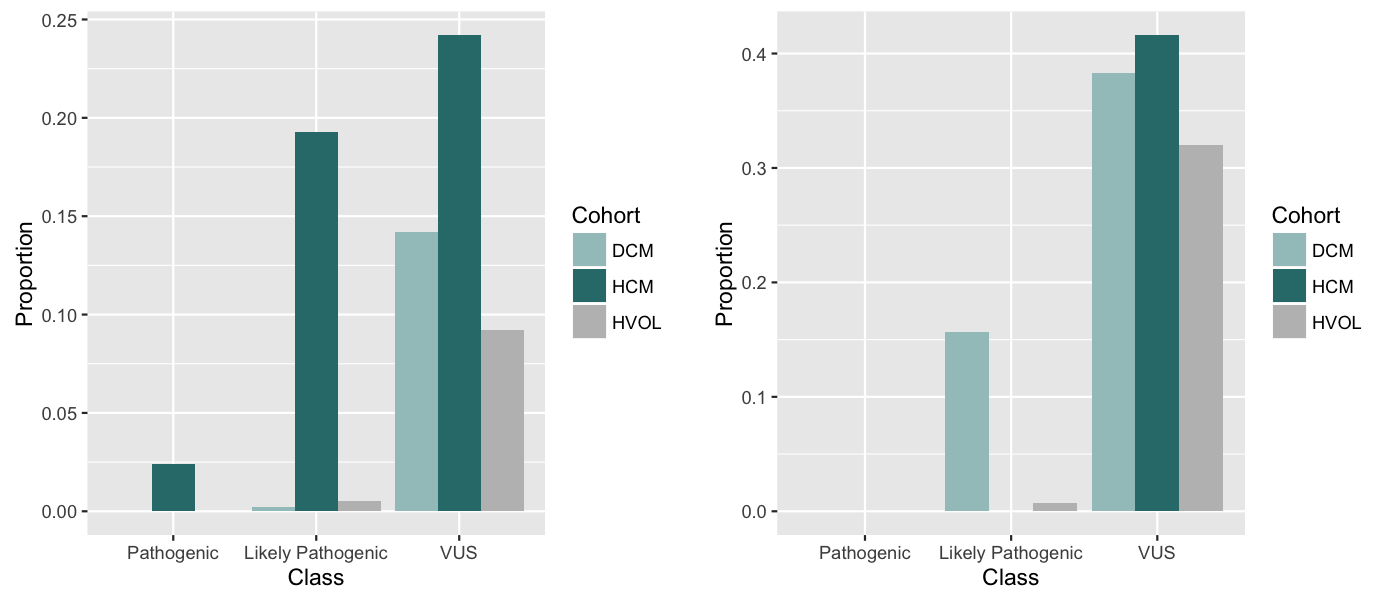 0.25
0.20
0.15
0.10
0.05
0.00
Proportion
Pathogenic
Likely Pathogenic
VUS
Class
Cohort
DCM
HCM
HVOL
0.4
0.3
0.2
0.1
0.0
Proportion
Pathogenic
Likely Pathogenic
VUS
Class
Cohort
DCM
HCM
HVOL